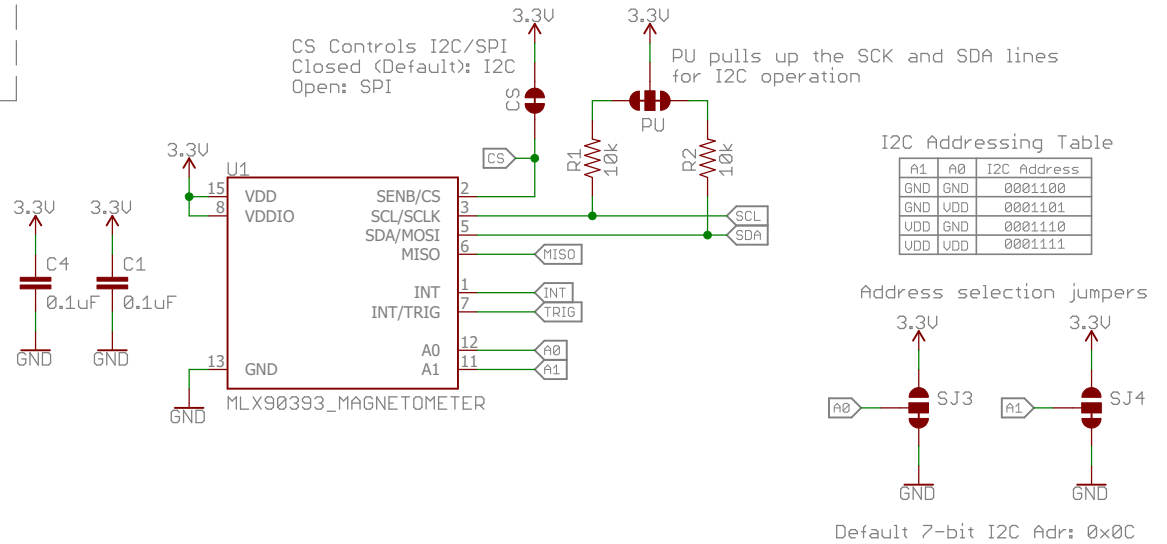 3.3V
3.3V
CS Controls I2C/SPI
Closed (Default): I2C
Open: SPI
CS
PU pulls up the SCK and SDA lines
for I2C operation
PU
R1
10k
R2
10k
CS
I2C Addressing Table
A1 A0 I2C Address
GND GND 0001100
GND VDD 0001101
VDD GND 0001110
VDD VDD 0001111
3.3V
U1
15 VDD
8 VDDIO
13 GND
SENB/CS 2
SCL/SCLK 3
SDA/MOSI 5
MISO 6
INT 1
INT/TRIG 7
A0 12
A1 11
SCL
SDA
MISO
INT
TRIG
A0
A1
GND
MLX90393_MAGNETOMETER
3.3V
3.3V
C4
0.1uF
C1
0.1uF
GND
GND
Address selection jumpers
3.3V
3.3V
A0
SJ3
A1
SJ4
GND
GND
Default 7-bit I2C Adr: 0x0C